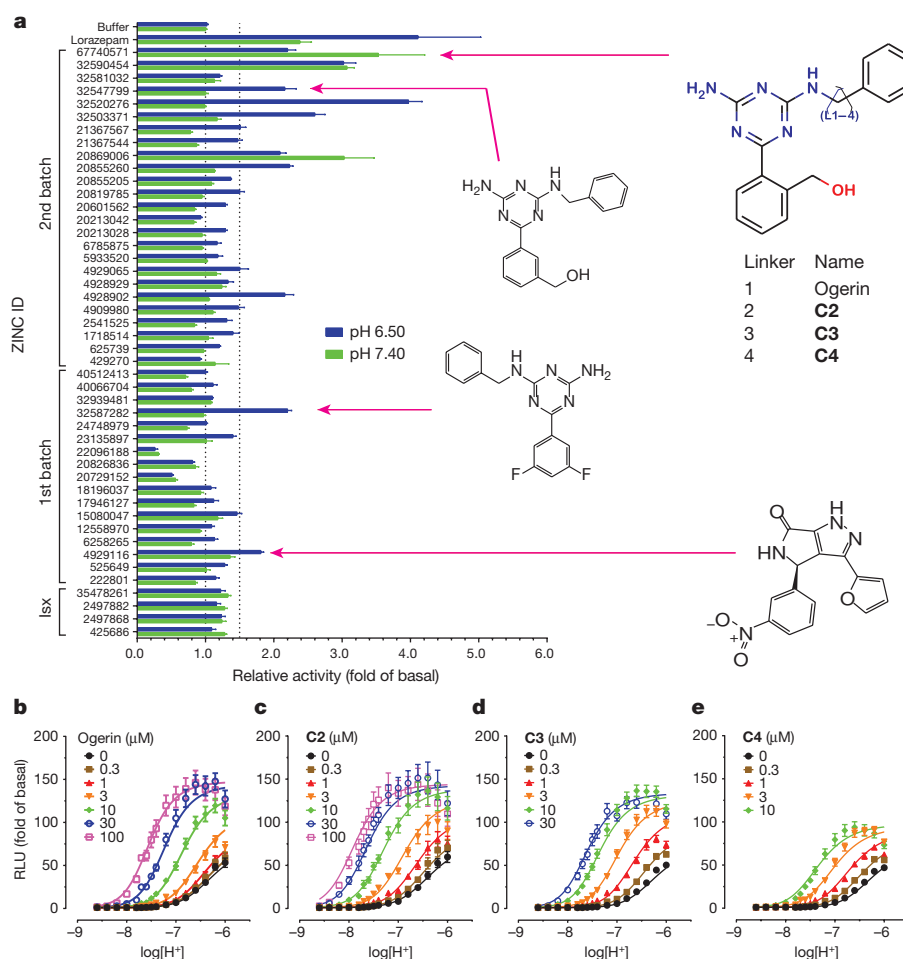 a
Buffer
Lorazepam
67740571
32590454
32581032
32547799
32520276
32503371
21367567
21367544
20869006
20855260
20855205
20819785
20601562
20213042
20213028
6785875
5933520
4929065
4928929
4928902
4909980
2541525
1718514
625739
429270
40512413
40066704
32939481
32587282
24748979
23135897
22096188
20826836
20729152
18196037
17946127
15080047
12558970
6258265
4929116
525649
222801
35478261
2497882
2497868
425686
2nd batch
1st batch
Isx
ZINC ID
0.0 1.0 2.0 3.0 4.0 5.0 6.0
Relative activity (fold of basal)
pH 6.50
pH 7.40
H₂N N N N NH OH
H₂N N N N NH (L1–4) OH
Linker Name
1 Ogerin
2 C2
3 C3
4 C4
NH N N N NH₂ F F
O H N N HN O N⁺ ⁻O O
b
Ogerin (μM)
0
0.3
1
3
10
30
100
200
150
100
50
0
RLU (fold of basal)
–9 –8 –7 –6
log[H⁺]
c
C2 (μM)
0
0.3
1
3
10
30
100
200
150
100
50
0
–9 –8 –7 –6
log[H⁺]
d
C3 (μM)
0
0.3
1
3
10
30
200
150
100
50
0
–9 –8 –7 –6
log[H⁺]
e
C4 (μM)
0
0.3
1
3
10
200
150
100
50
0
–9 –8 –7 –6
log[H⁺]